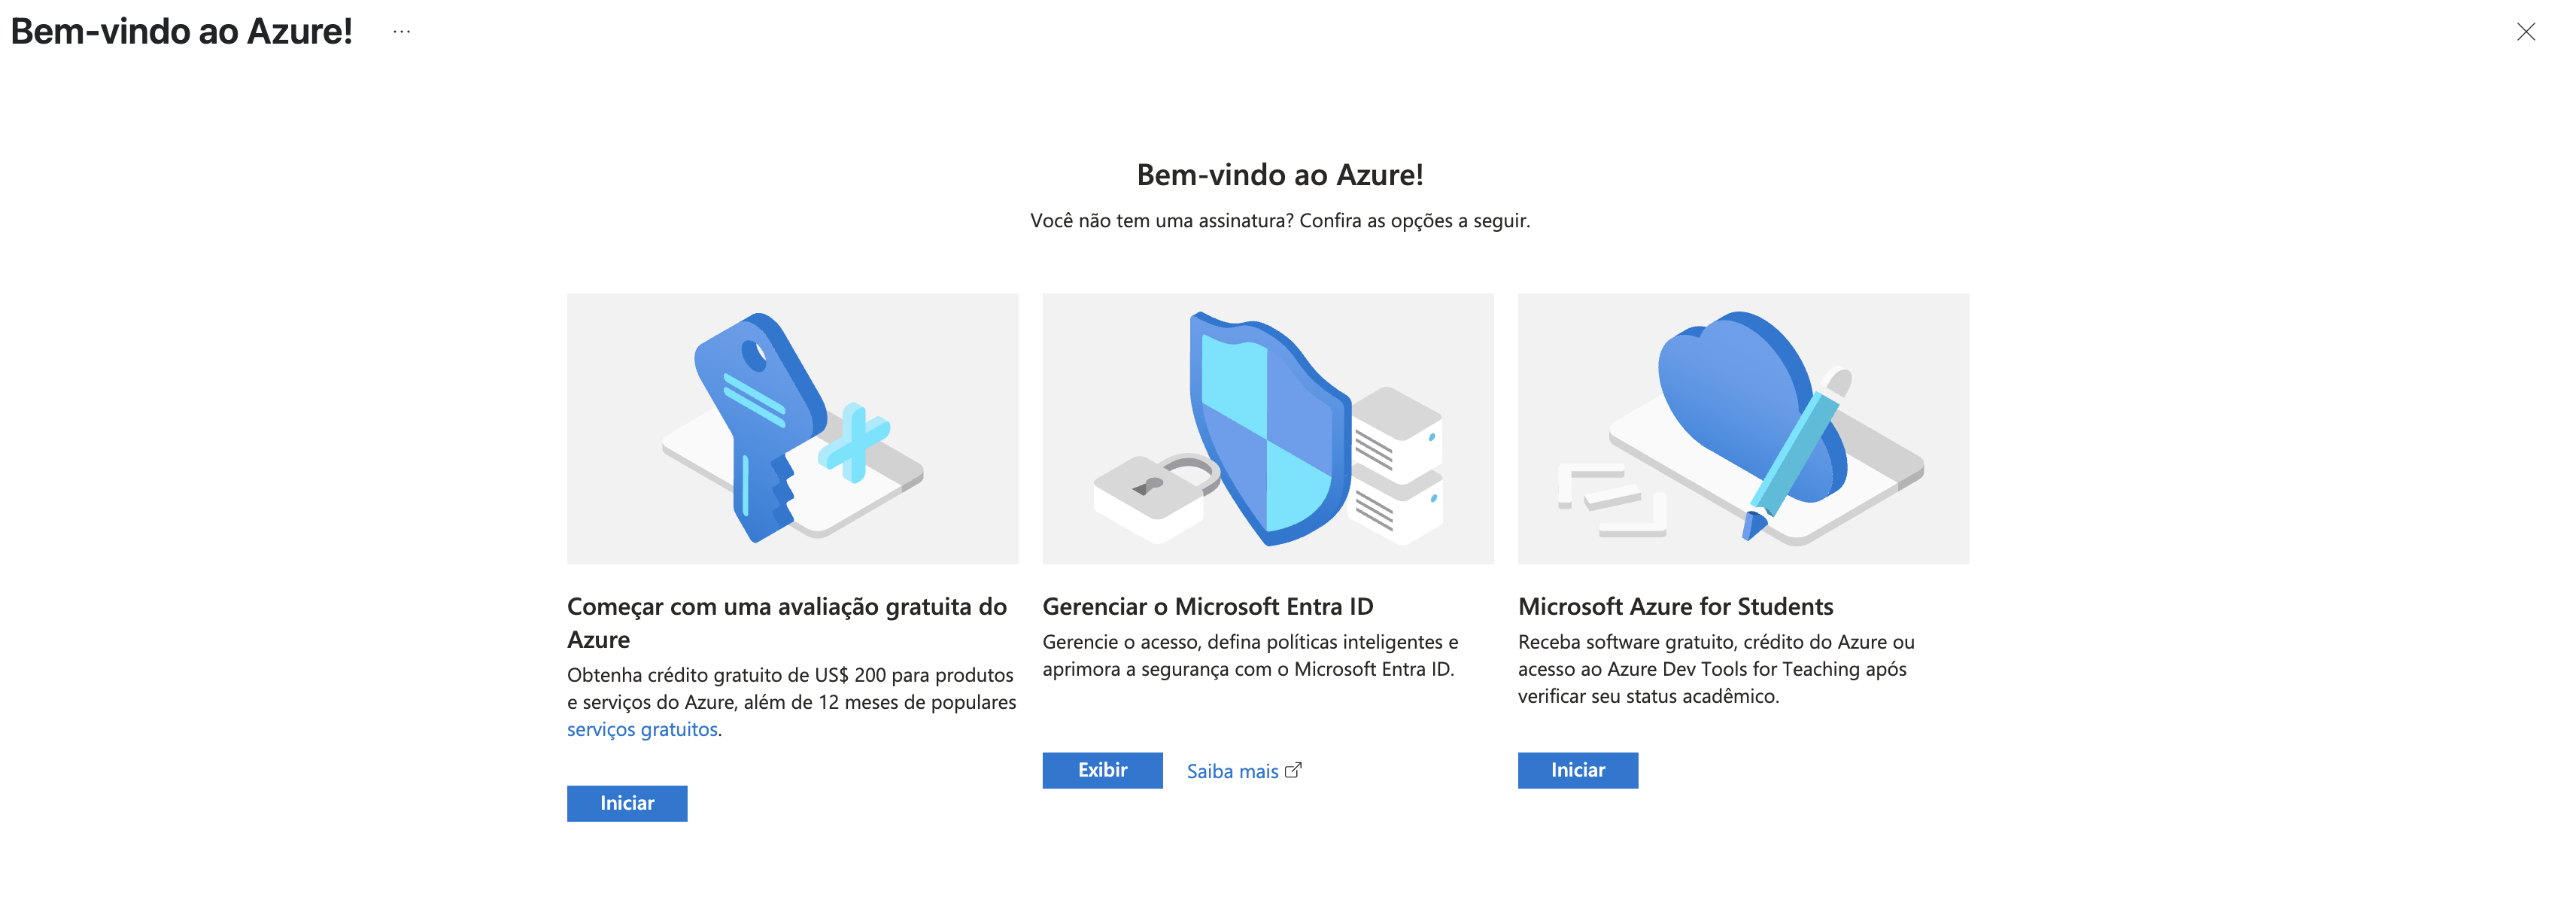 Bem-vindo ao Azure!
...
Bem-vindo ao Azure!
Você não tem uma assinatura? Confira as opções a seguir.
Começar com uma avaliação gratuita do
Azure
Obtenha crédito gratuito de US$ 200 para produtos
e serviços do Azure, além de 12 meses de populares
serviços gratuitos.
Iniciar
Gerenciar o Microsoft Entra ID
Gerencie o acesso, defina políticas inteligentes e
aprimora a segurança com o Microsoft Entra ID.
Exibir Saiba mais
Microsoft Azure for Students
Receba software gratuito, crédito do Azure ou
acesso ao Azure Dev Tools for Teaching após
verificar seu status acadêmico.
Iniciar